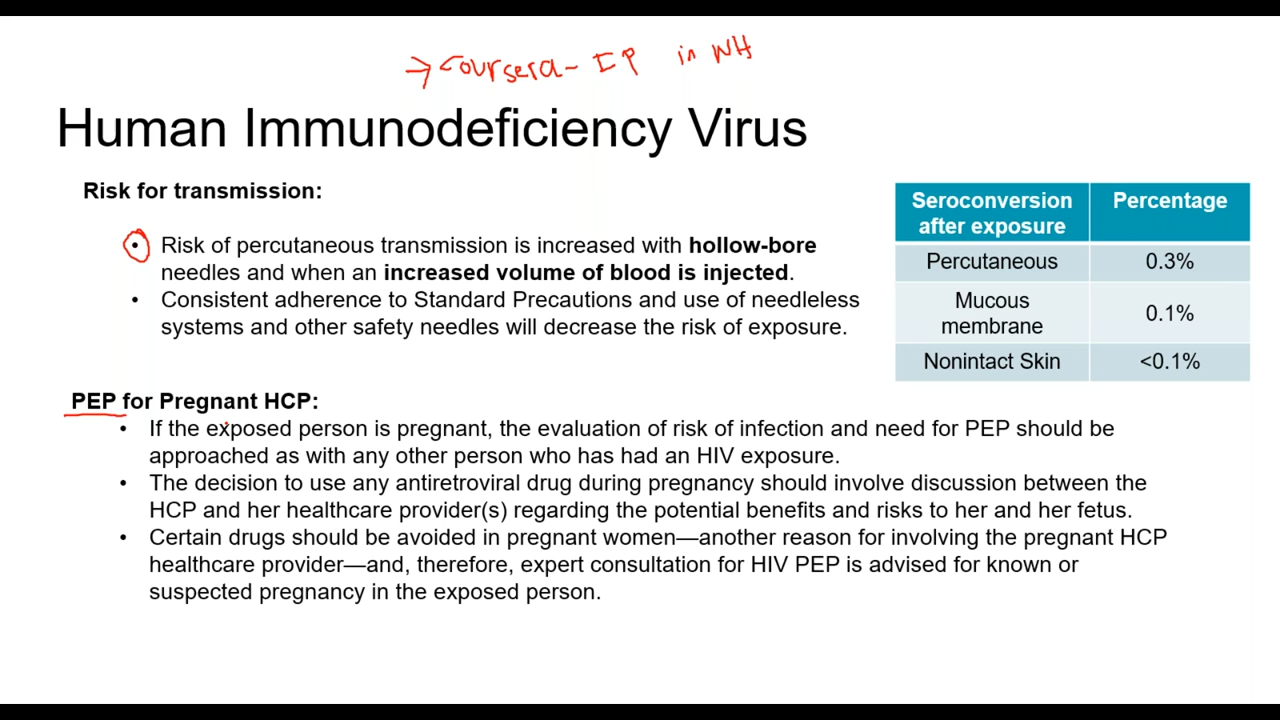 → Coursera - IP in NH
Human Immunodeficiency Virus
Risk for transmission:
• Risk of percutaneous transmission is increased with hollow-bore
needles and when an increased volume of blood is injected.
• Consistent adherence to Standard Precautions and use of needleless
systems and other safety needles will decrease the risk of exposure.
Seroconversion after exposure Percentage
Percutaneous 0.3%
Mucous membrane 0.1%
Nonintact Skin <0.1%
PEP for Pregnant HCP:
• If the exposed person is pregnant, the evaluation of risk of infection and need for PEP should be
approached as with any other person who has had an HIV exposure.
• The decision to use any antiretroviral drug during pregnancy should involve discussion between the
HCP and her healthcare provider(s) regarding the potential benefits and risks to her and her fetus.
• Certain drugs should be avoided in pregnant women—another reason for involving the pregnant HCP
healthcare provider—and, therefore, expert consultation for HIV PEP is advised for known or
suspected pregnancy in the exposed person.